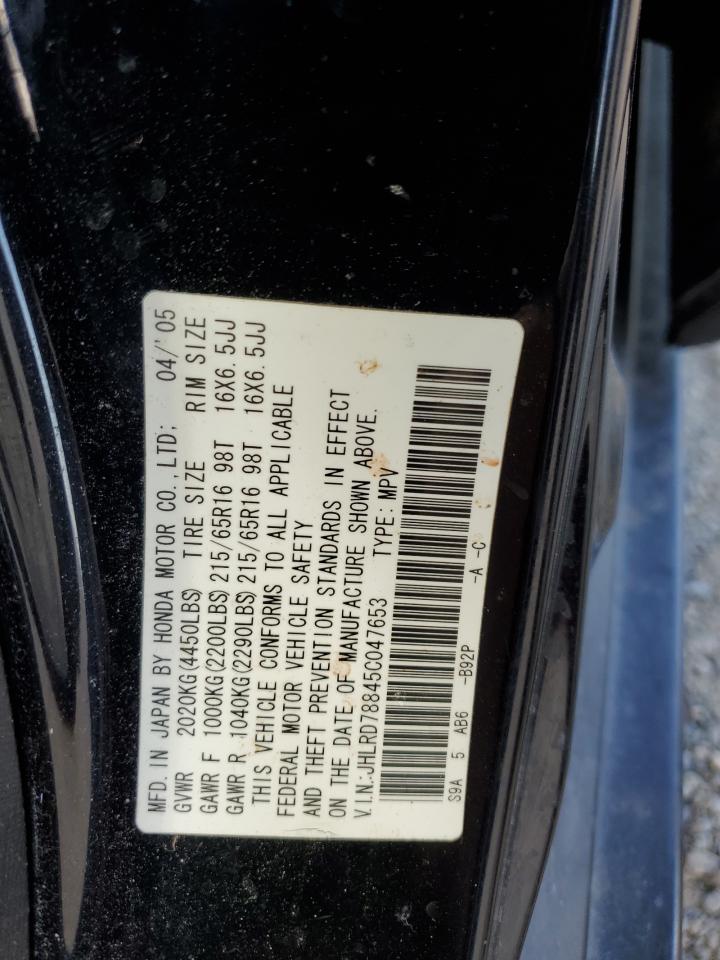 MFD. IN JAPAN BY HONDA MOTOR CO., LTD; 04/'05
GVWR 2020KG(4450LBS) TIRE SIZE RIM SIZE
GAWR F 1000KG(2200LBS) 215/65R16 98T 16X6.5JJ
GAWR R 1040KG(2290LBS) 215/65R16 98T 16X6.5JJ
THIS VEHICLE CONFORMS TO ALL APPLICABLE
FEDERAL MOTOR VEHICLE SAFETY
AND THEFT PREVENTION STANDARDS IN EFFECT
ON THE DATE OF MANUFACTURE SHOWN ABOVE.
V.I.N.:JHLRD78845C047653 TYPE: MPV
S9A 5 AB6 -B92P -A -C